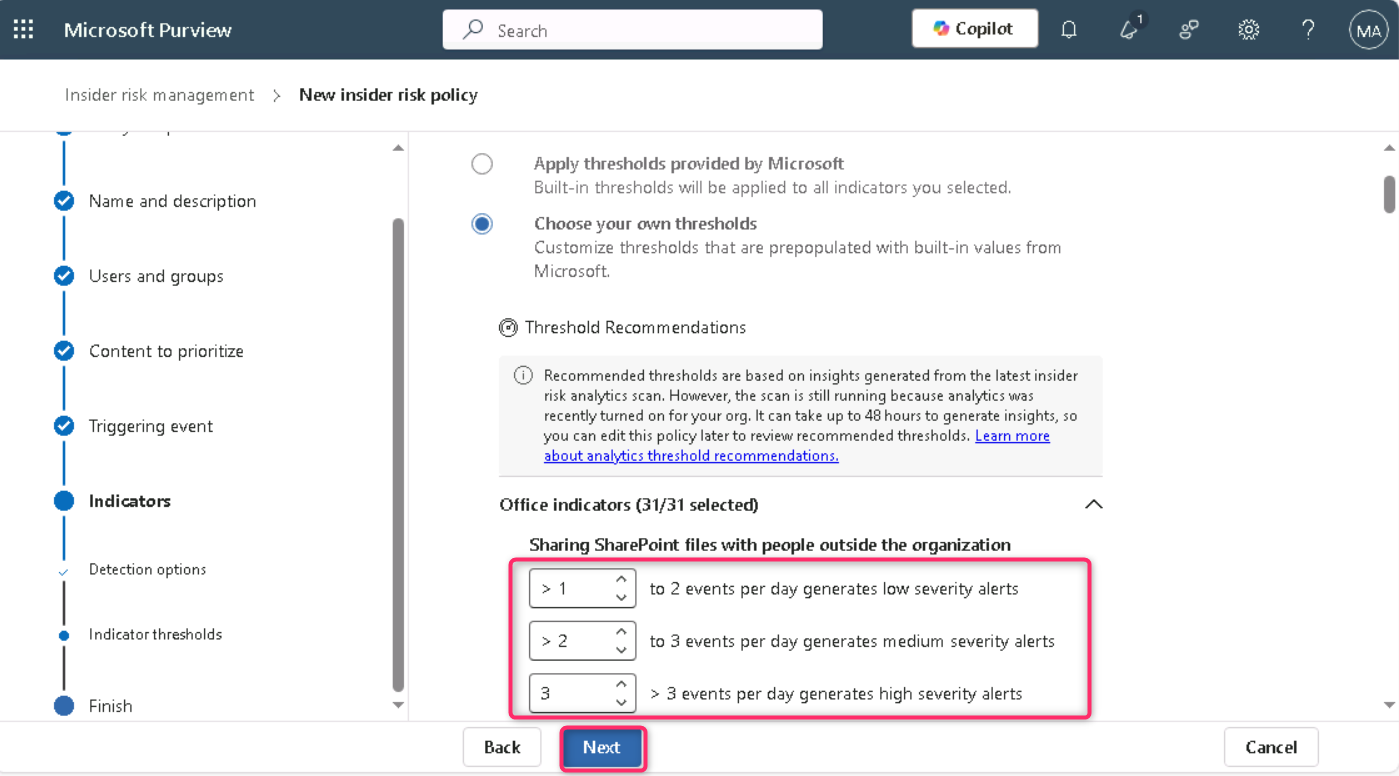 Microsoft Purview
Search
Copilot
1
?
MA
Insider risk management > New insider risk policy
Name and description
Users and groups
Content to prioritize
Triggering event
Indicators
Detection options
Indicator thresholds
Finish
Apply thresholds provided by Microsoft
Built-in thresholds will be applied to all indicators you selected.
Choose your own thresholds
Customize thresholds that are prepopulated with built-in values from
Microsoft.
Threshold Recommendations
Recommended thresholds are based on insights generated from the latest insider
risk analytics scan. However, the scan is still running because analytics was
recently turned on for your org. It can take up to 48 hours to generate insights, so
you can edit this policy later to review recommended thresholds. Learn more
about analytics threshold recommendations.
Office indicators (31/31 selected)
Sharing SharePoint files with people outside the organization
> 1 to 2 events per day generates low severity alerts
> 2 to 3 events per day generates medium severity alerts
3 > 3 events per day generates high severity alerts
Back
Next
Cancel